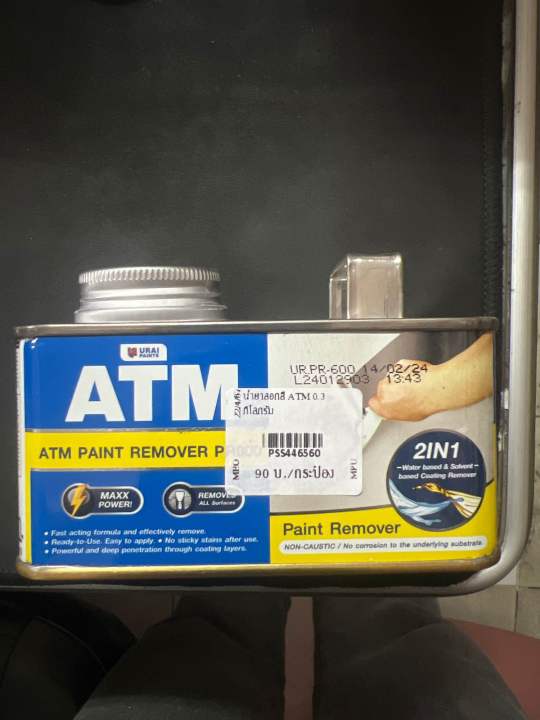 URAI
PAINTS
ATM
UR.PR-600 14/02/24
L24012903 13:43
น้ำยาลอกสี ATM 0.3
กิโลกรัม
ATM PAINT REMOVER
PSS446560
MFO
90 บ./กระป๋อง
MPU
2IN1
Water based & Solvent
based Coating Remover
MAXX
POWER!
REMOVES
ALL Surfaces
• Fast acting formula and effectively remove.
• Ready-to-Use. Easy to apply. • No sticky stains after use.
• Powerful and deep penetration through coating layers.
Paint Remover
NON-CAUSTIC / No corrosion to the underlying substrate